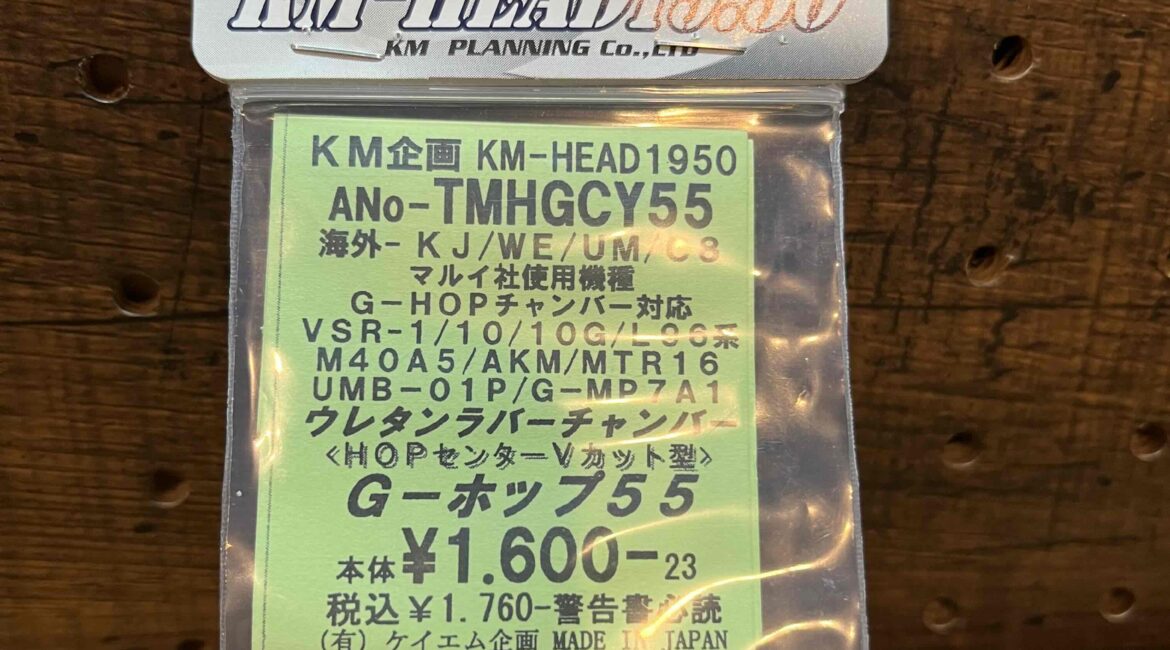 KM-HEAD1950
KM PLANNING Co.,LTD
KM企画 KM-HEAD1950
ANo-TMHGCY55
海外-KJ/WE/UM/C8
マルイ社使用機種
G-HOPチャンバー対応
VSR-1/10/10G/L96系
M40A5/AKM/MTR16
UMB-01P/G-MP7A1
ウレタンラバーチャンバー
<HOPセンターVカット型>
G-ホップ55
本体¥1.600-23
税込¥1.760-警告書必読
(有)ケイエム企画 MADE IN JAPAN